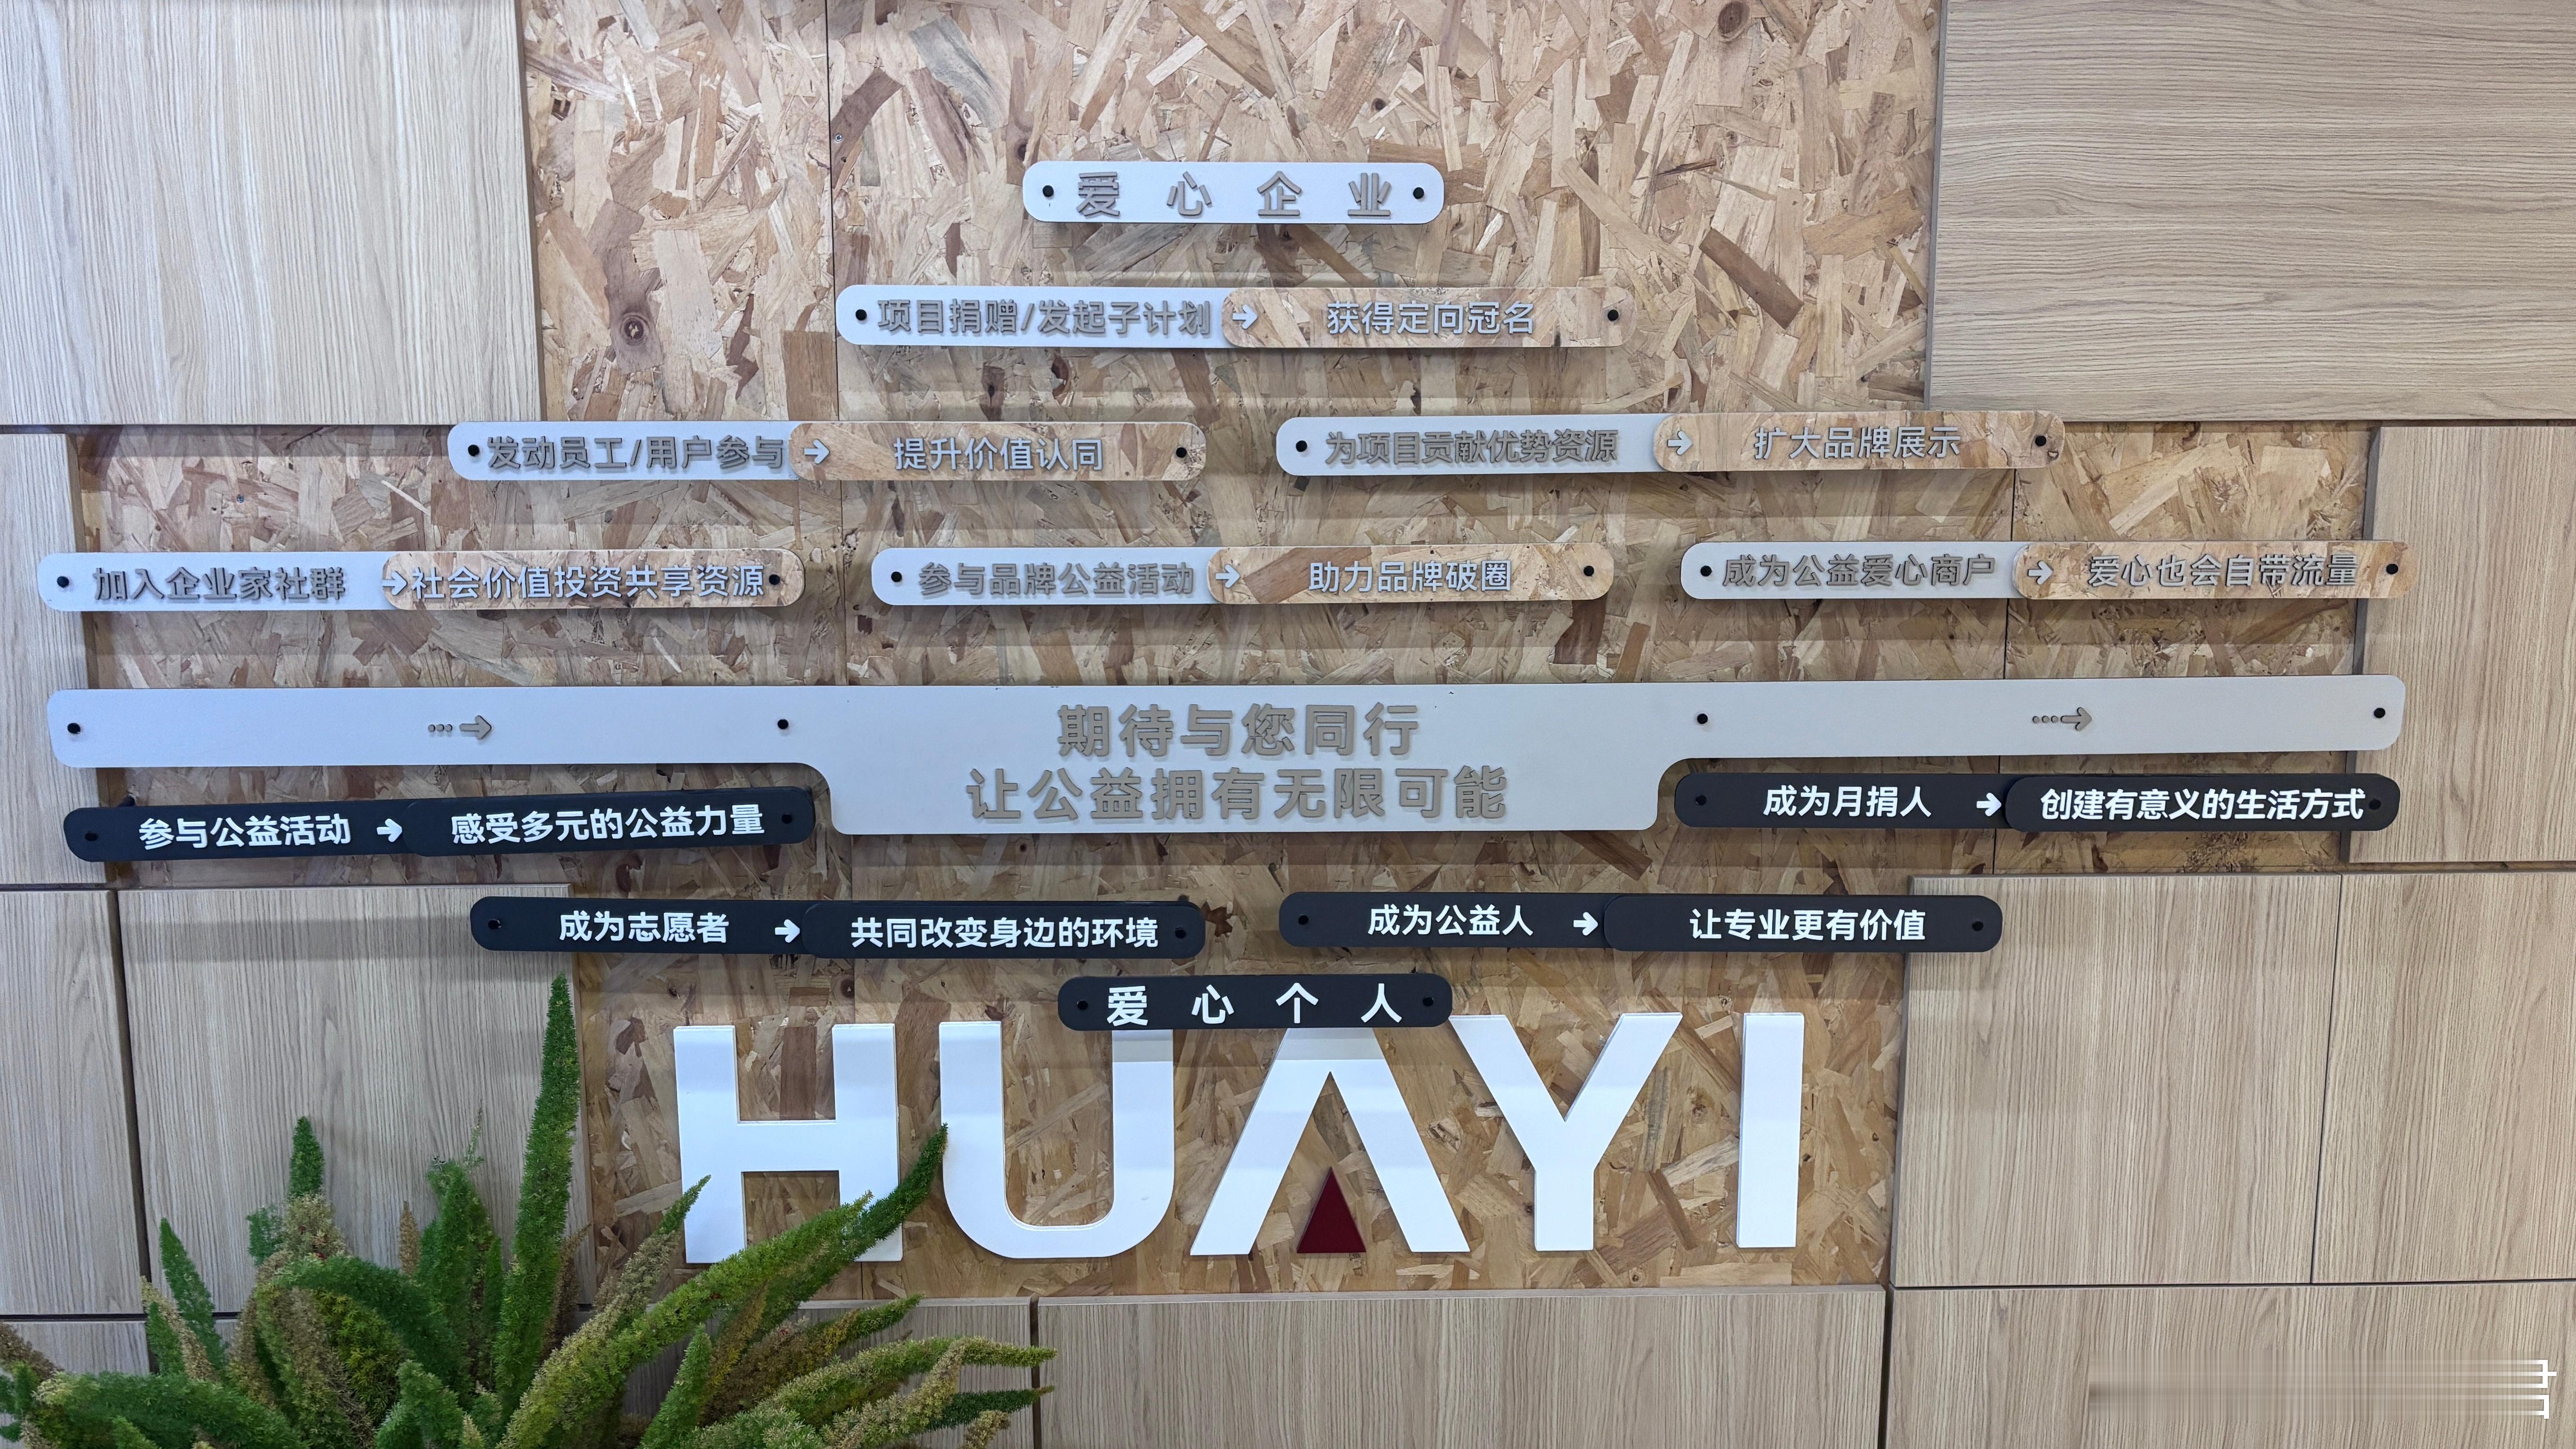 爱心企业
项目捐赠/发起子计划 → 获得定向冠名
发动员工/用户参与 → 提升价值认同
为项目贡献优势资源 → 扩大品牌展示
加入企业家社群 → 社会价值投资共享资源
参与品牌公益活动 → 助力品牌破圈
成为公益爱心商户 → 爱心也会自带流量
期待与您同行
让公益拥有无限可能
参与公益活动 → 感受多元的公益力量
成为月捐人 → 创建有意义的生活方式
成为志愿者 → 共同改变身边的环境
成为公益人 → 让专业更有价值
爱心个人
HUAYI